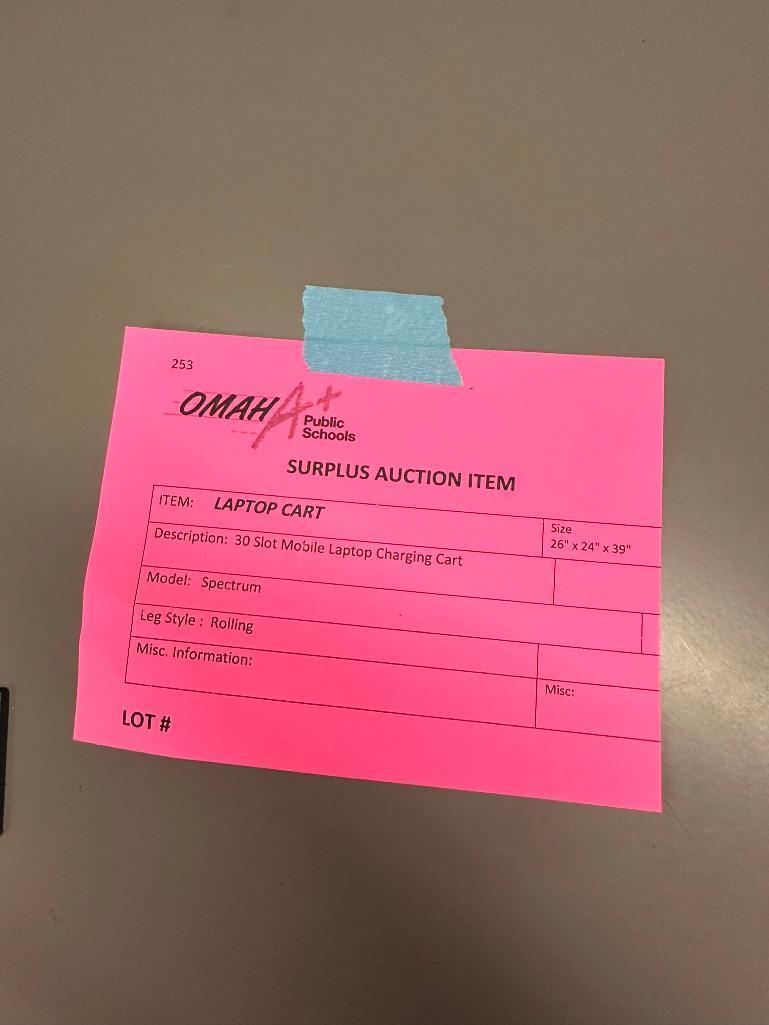 253
OMAHA+ Public Schools
SURPLUS AUCTION ITEM
ITEM: LAPTOP CART
Size
26" x 24" x 39"
Description: 30 Slot Mobile Laptop Charging Cart
Model: Spectrum
Leg Style : Rolling
Misc. Information:
Misc:
LOT #